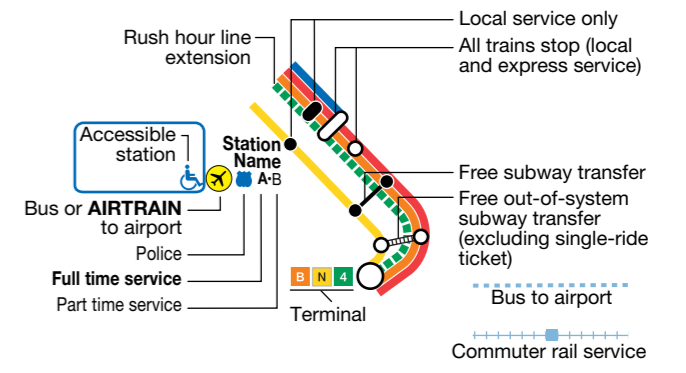 Local service only
All trains stop (local
and express service)
Rush hour line
extension
Accessible
station
Station
Name
A•B
Bus or AIRTRAIN
to airport
Police
Full time service
Part time service
B N 4
Terminal
Free subway transfer
Free out-of-system
subway transfer
(excluding single-ride
ticket)
Bus to airport
Commuter rail service